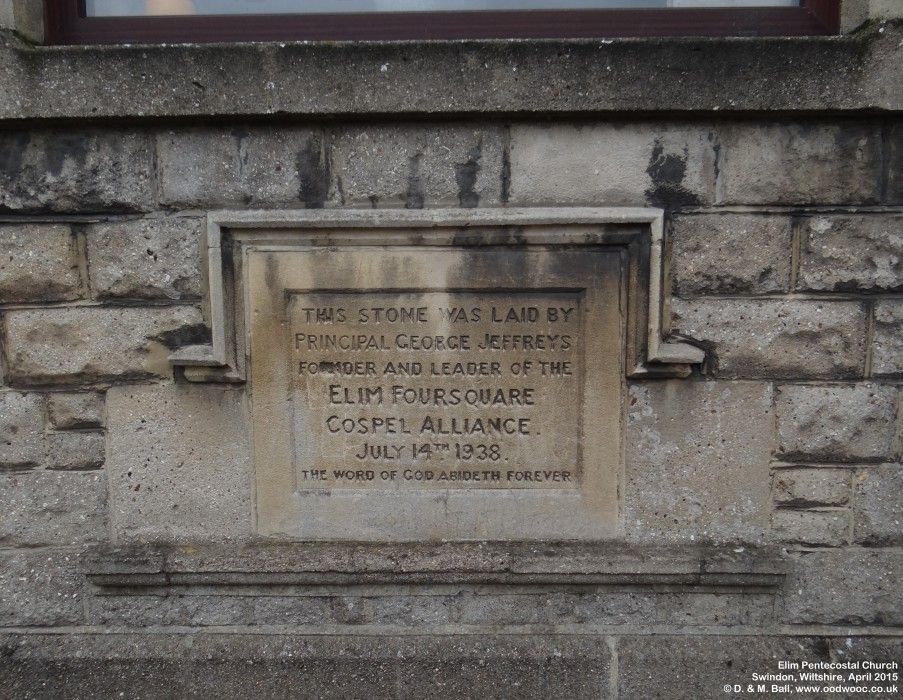 THIS STONE WAS LAID BY
PRINCIPAL GEORGE JEFFREYS
FOUNDER AND LEADER OF THE
ELIM FOURSQUARE
GOSPEL ALLIANCE.
JULY 14TH 1938.
THE WORD OF GOD ABIDETH FOREVER
Elim Pentecostal Church
Swindon, Wiltshire, April 2015
© D. & M. Ball, www.oodwooc.co.uk